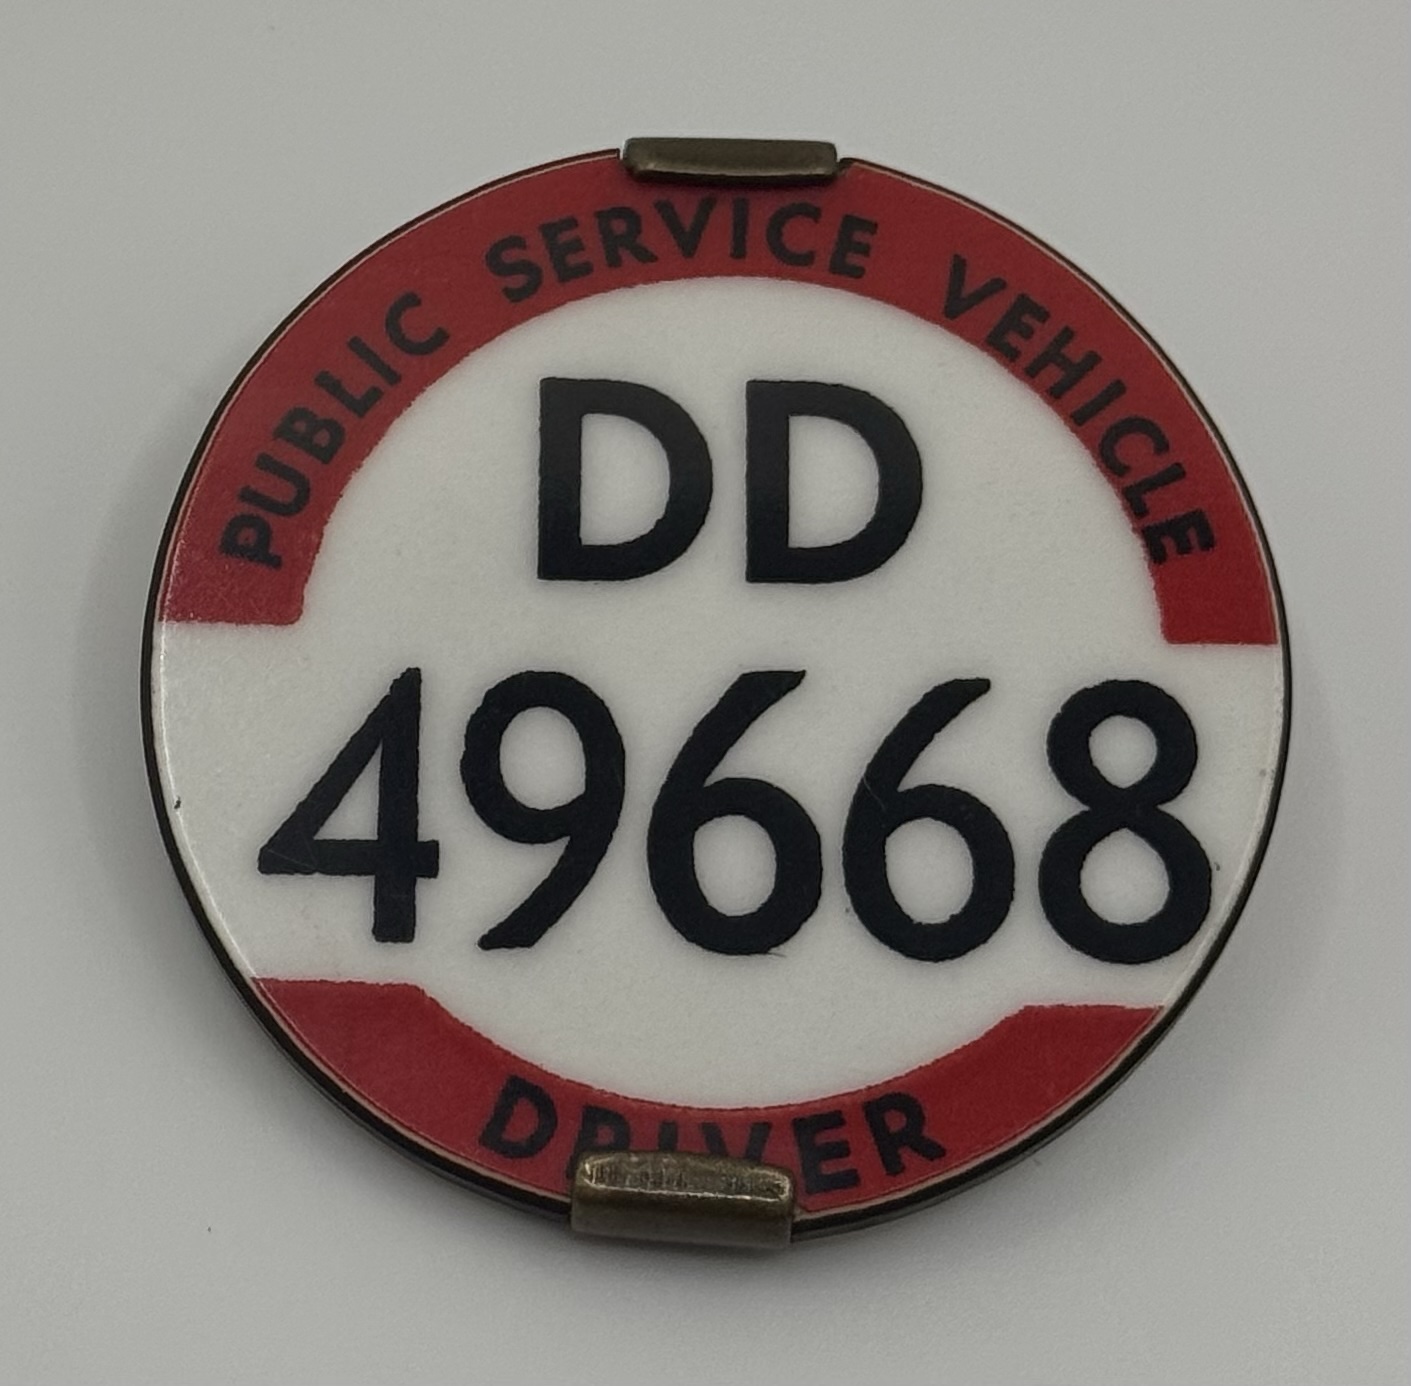 PUBLIC SERVICE VEHICLE
DD
49668
DRIVER